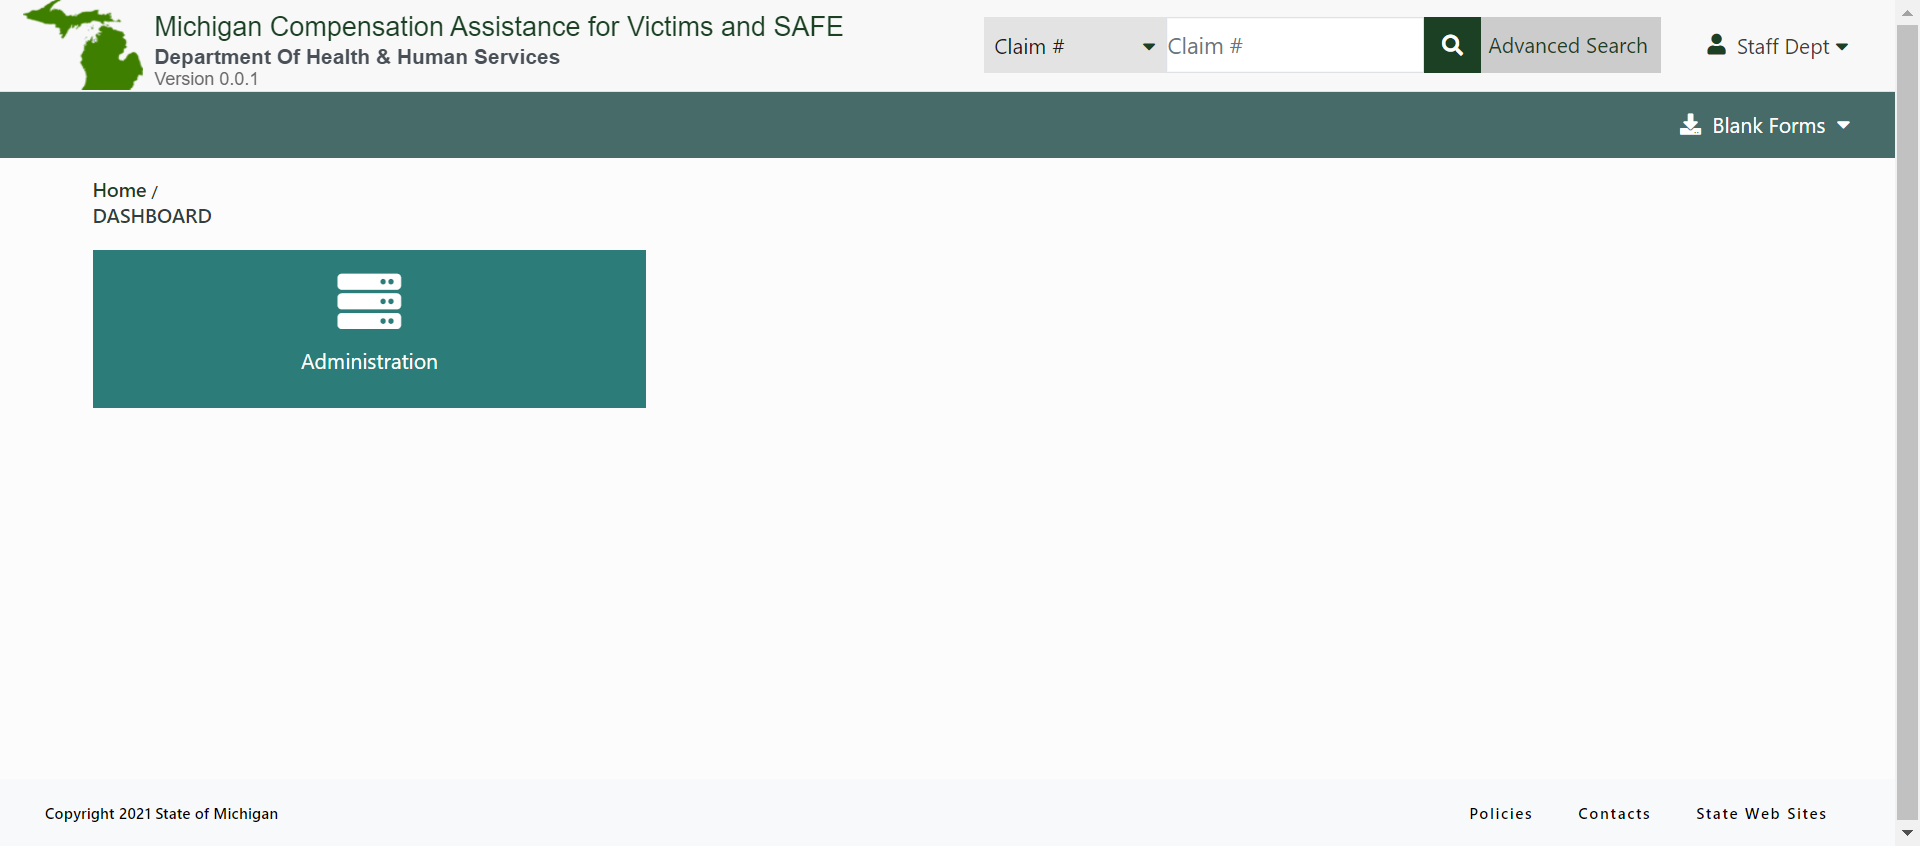 Michigan Compensation Assistance for Victims and SAFE
Department Of Health & Human Services
Version 0.0.1
Claim #
Claim #
Advanced Search
Staff Dept
Blank Forms
Home /
DASHBOARD
Administration
Copyright 2021 State of Michigan
Policies
Contacts
State Web Sites